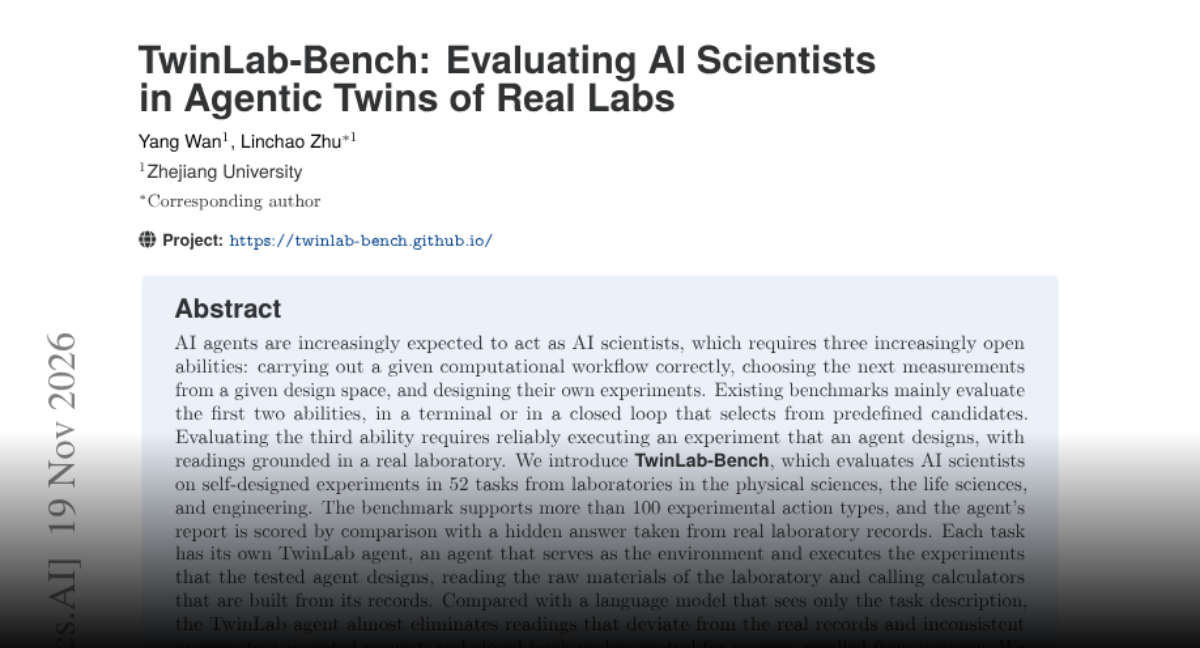 TwinLab-Bench: Evaluating AI Scientists
in Agentic Twins of Real Labs
Yang Wan¹, Linchao Zhu*¹
¹Zhejiang University
*Corresponding author
Project: https://twinlab-bench.github.io/
Abstract
AI agents are increasingly expected to act as AI scientists, which requires three increasingly open
abilities: carrying out a given computational workflow correctly, choosing the next measurements
from a given design space, and designing their own experiments. Existing benchmarks mainly evaluate
the first two abilities, in a terminal or in a closed loop that selects from predefined candidates.
Evaluating the third ability requires reliably executing an experiment that an agent designs, with
readings grounded in a real laboratory. We introduce TwinLab-Bench, which evaluates AI scientists
on self-designed experiments in 52 tasks from laboratories in the physical sciences, the life sciences,
and engineering. The benchmark supports more than 100 experimental action types, and the agent's
report is scored by comparison with a hidden answer taken from real laboratory records. Each task
has its own TwinLab agent, an agent that serves as the environment and executes the experiments
that the tested agent designs, reading the raw materials of the laboratory and calling calculators
that are built from its records. Compared with a language model that sees only the task description,
the TwinLab agent almost eliminates readings that deviate from the real records and inconsistent
cs.AI] 19 Nov 2026